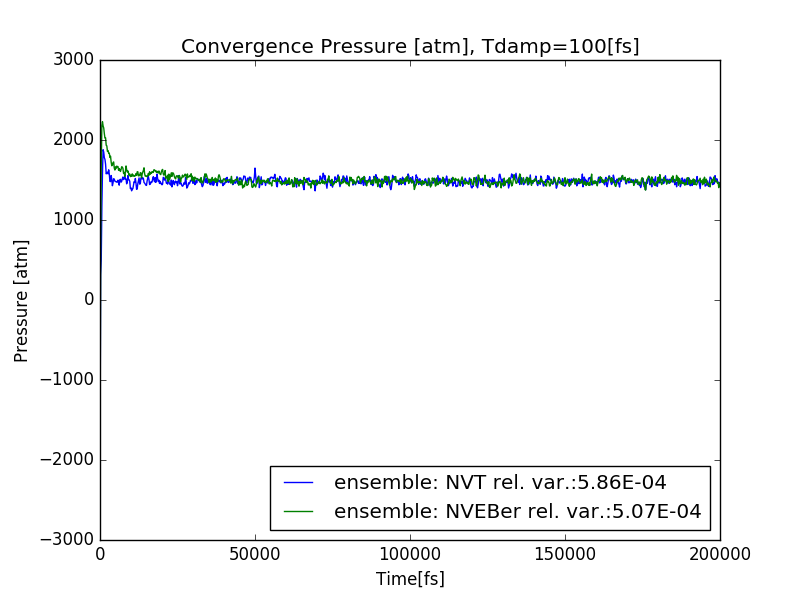 Convergence Pressure [atm], Tdamp=100[fs]
3000
2000
1000
0
−1000
−2000
−3000
Pressure [atm]
ensemble: NVT rel. var.:5.86E-04
ensemble: NVEBer rel. var.:5.07E-04
0 50000 100000 150000 200000
Time[fs]